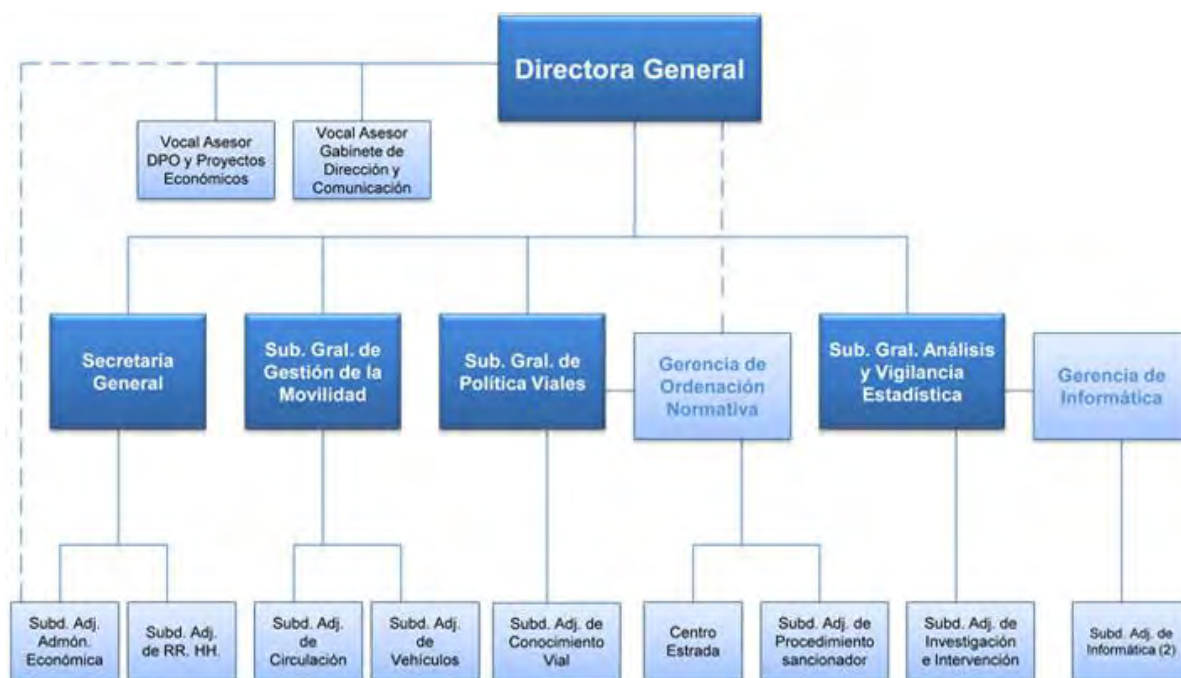 Directora General
Vocal Asesor
DPO y Proyectos
Económicos
Vocal Asesor
Gabinete de
Dirección y
Comunicación
Secretaría
General
Sub. Gral. de
Gestión de la
Movilidad
Sub. Gral. de
Política Viales
Gerencia de
Ordenación
Normativa
Sub. Gral. Análisis
y Vigilancia
Estadística
Gerencia de
Informática
Subd. Adj.
Admón.
Económica
Subd. Adj.
de RR. HH.
Subd. Adj.
de
Circulación
Subd. Adj.
de
Vehículos
Subd. Adj. de
Conocimiento
Vial
Centro
Estrada
Subd. Adj. de
Procedimiento
sancionador
Subd. Adj. de
Investigación
e Intervención
Subd. Adj. de
Informática (2)